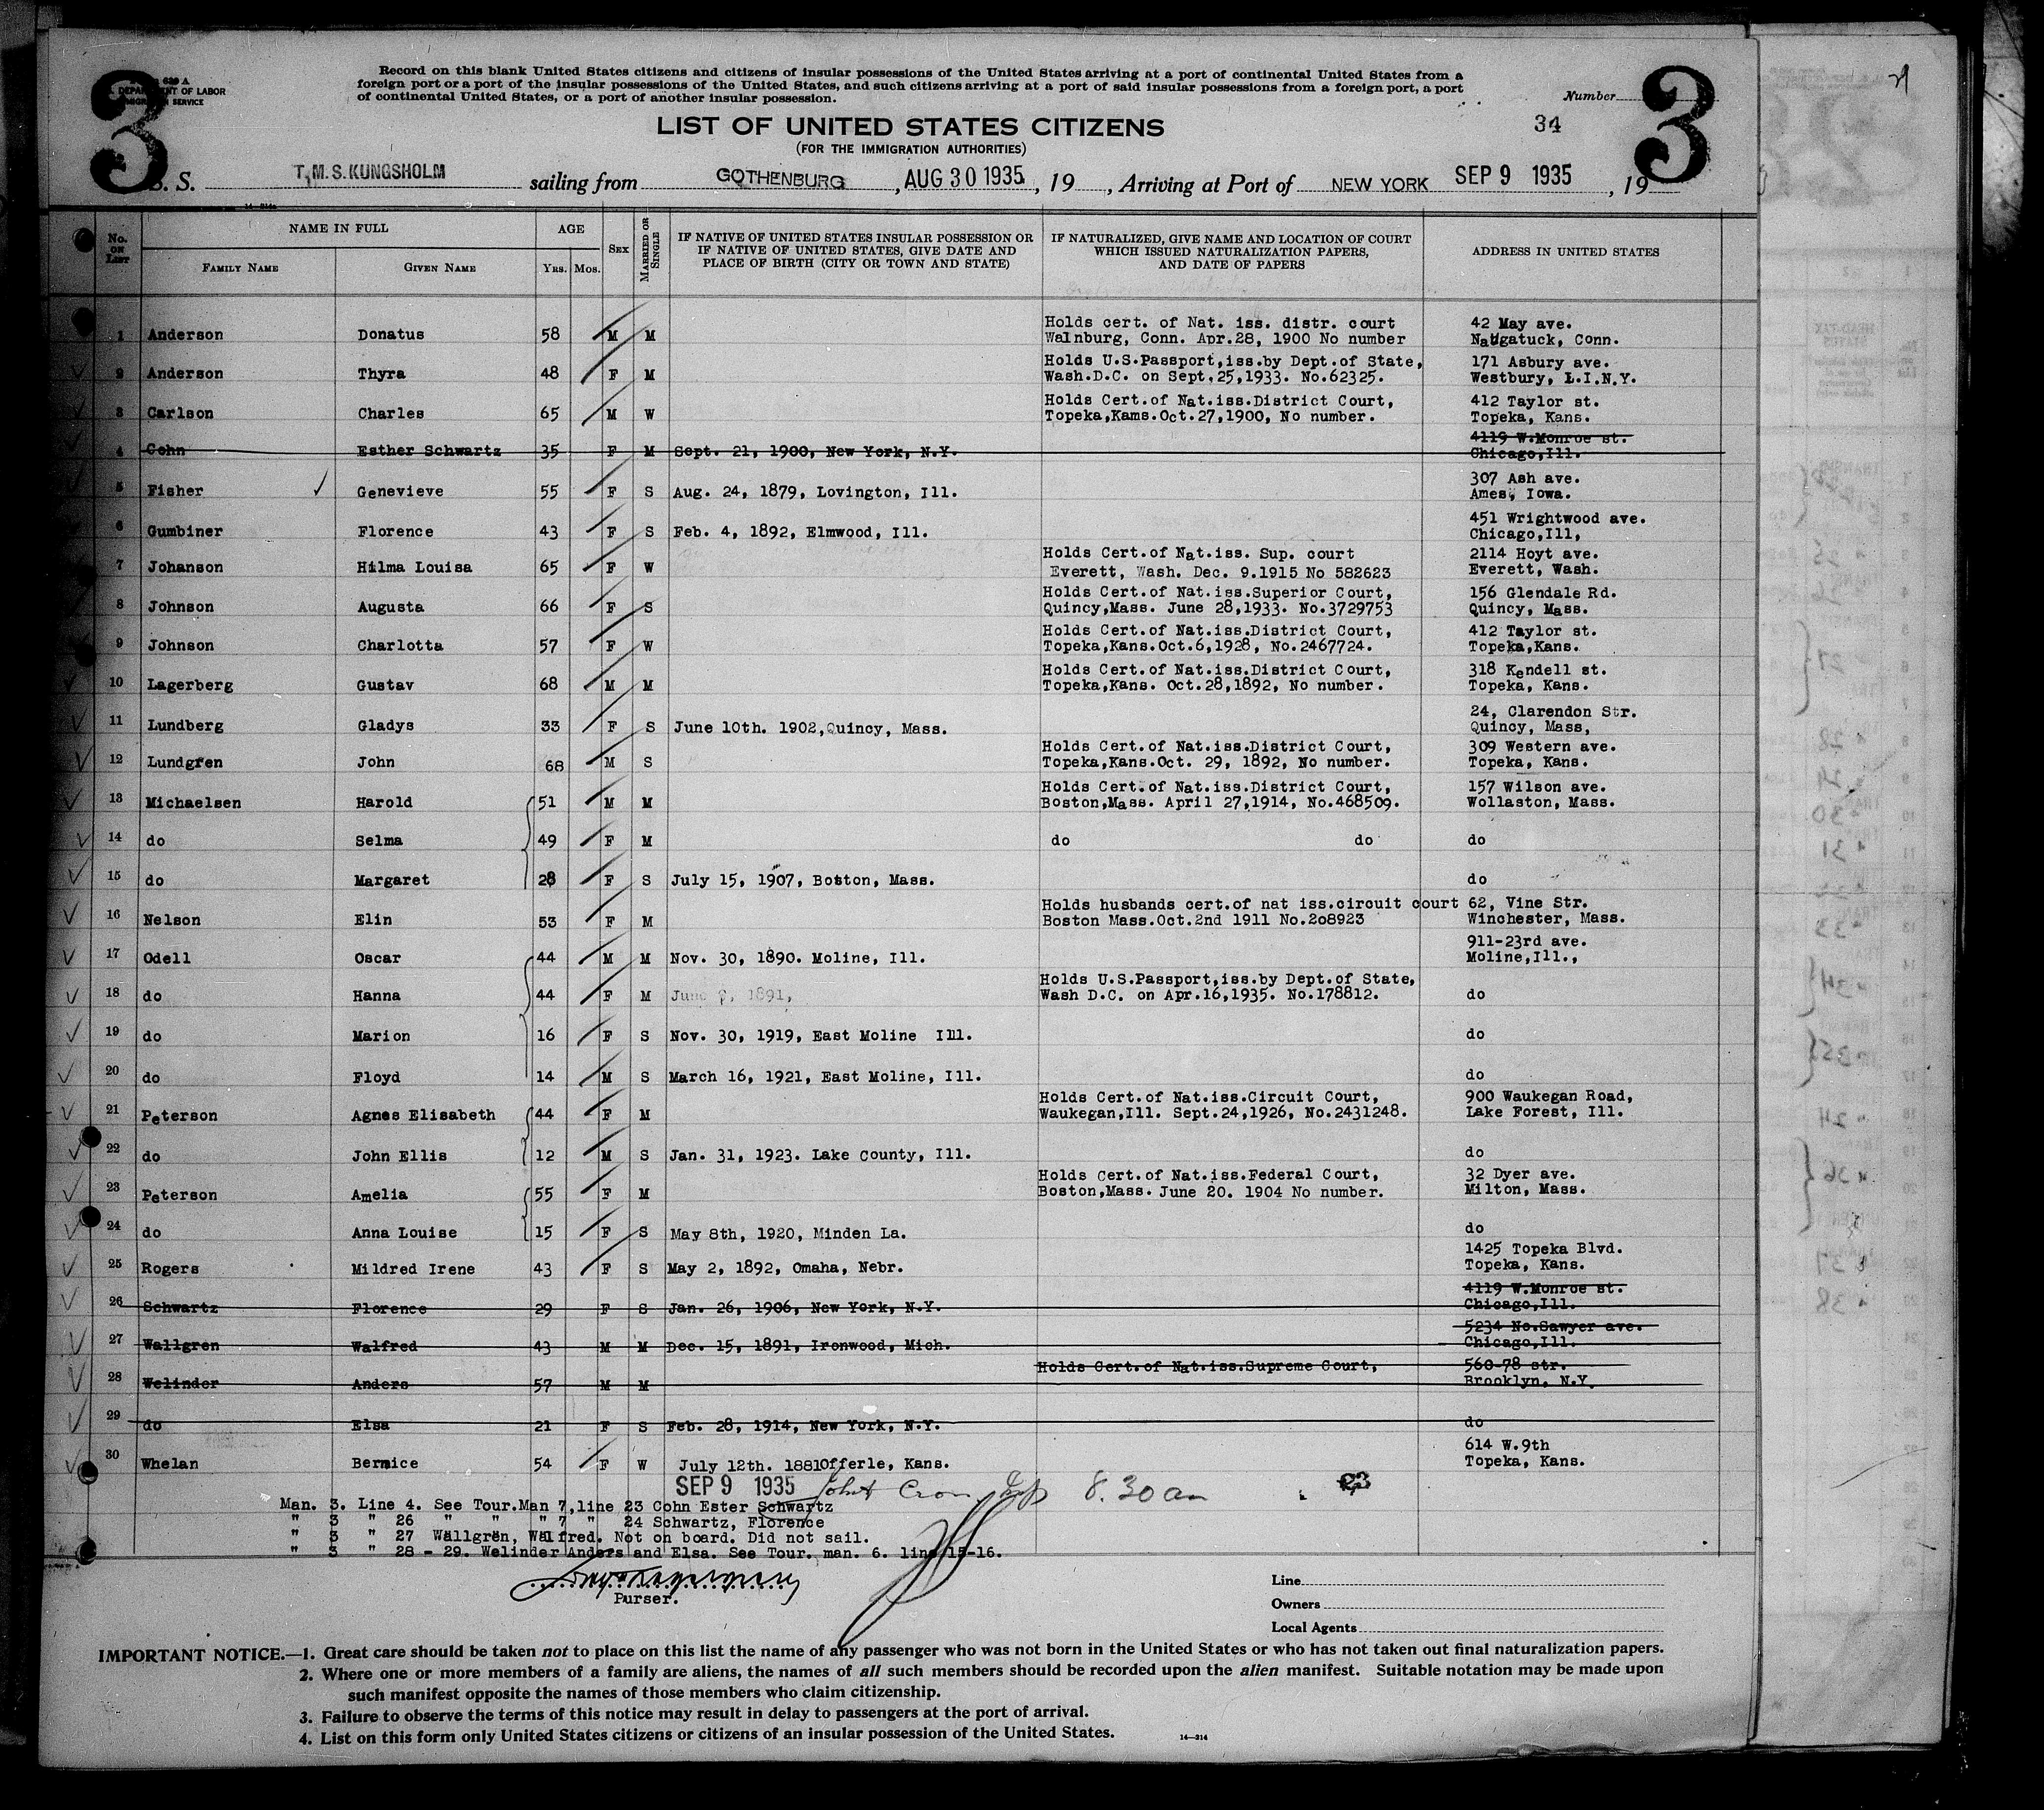 3
629 A
DEPARTMENT OF LABOR
SERVICE
Record on this blank United States citizens and citizens of insular possessions of the United States arriving at a port of continental United States from a
foreign port or a port of the insular possessions of the United States, and such citizens arriving at a port of said insular possessions from a foreign port, a port
of continental United States, or a port of another insular possession.
Number
34
3
LIST OF UNITED STATES CITIZENS
(FOR THE IMMIGRATION AUTHORITIES)
S. S. T.M.S. KUNGSHOLM sailing from GOTHENBURG, AUG 30 1935, 19 , Arriving at Port of NEW YORK SEP 9 1935, 19
No. ON LIST
NAME IN FULL
FAMILY NAME GIVEN NAME
AGE
YRS. MOS.
SEX
MARRIED OR SINGLE
IF NATIVE OF UNITED STATES INSULAR POSSESSION OR
IF NATIVE OF UNITED STATES, GIVE DATE AND
PLACE OF BIRTH (CITY OR TOWN AND STATE)
IF NATURALIZED, GIVE NAME AND LOCATION OF COURT
WHICH ISSUED NATURALIZATION PAPERS,
AND DATE OF PAPERS
ADDRESS IN UNITED STATES
Holds cert. of Nat. iss. distr. court 42 May ave.
1 Anderson Donatus 58 M M Walnburg, Conn. Apr.28, 1900 No number Naugatuck, Conn.
Holds U.S.Passport,iss.by Dept.of State, 171 Asbury ave.
2 Anderson Thyra 48 F M Wash.D.C. on Sept.25,1933. No.62325. Westbury, L.I.N.Y.
Holds Cert.of Nat.iss.District Court, 412 Taylor st.
3 Carlson Charles 65 M W Topeka,Kams.Oct.27,1900, No number. Topeka, Kans.
4119 W.Monroe st.
4 Cohn Esther Schwartz 35 F M Sept. 21, 1900, New York, N.Y. Chicago,Ill.
307 Ash ave.
5 Fisher Genevieve 55 F S Aug. 24, 1879, Lovington, Ill. Ames, Iowa.
451 Wrightwood ave.
6 Gumbiner Florence 43 F S Feb. 4, 1892, Elmwood, Ill. Chicago,Ill,
Holds Cert.of Nat.iss. Sup. court 2114 Hoyt ave.
7 Johanson Hilma Louisa 65 F W Everett, Wash. Dec. 9.1915 No 582623 Everett, Wash.
Holds Cert.of Nat.iss.Superior Court, 156 Glendale Rd.
8 Johnson Augusta 66 F S Quincy,Mass. June 28,1933. No.3729753 Quincy, Mass.
Holds Cert.of Nat.iss.District Court, 412 Taylor st.
9 Johnson Charlotta 57 F W Topeka,Kans.Oct.6,1928, No.2467724. Topeka,Kans.
Holds Cert.of Nat.iss.District Court, 318 Kendell st.
10 Lagerberg Gustav 68 M M Topeka,Kans. Oct.28,1892, No number. Topeka, Kans.
24, Clarendon Str.
11 Lundberg Gladys 33 F S June 10th. 1902,Quincy, Mass. Quincy, Mass,
Holds Cert.of Nat.iss.District Court, 309 Western ave.
12 Lundgren John 68 M S Topeka,Kans.Oct. 29, 1892, No number. Topeka, Kans.
Holds Cert.of Nat.iss.District Court, 157 Wilson ave.
13 Michaelsen Harold 51 M M Boston,Mass. April 27,1914, No.468509. Wollaston, Mass.
14 do Selma 49 F M do do do
15 do Margaret 28 F S July 15, 1907, Boston, Mass. do
Holds husbands cert.of nat iss.circuit court 62, Vine Str.
16 Nelson Elin 53 F M Boston Mass.Oct.2nd 1911 No.208923 Winchester, Mass.
911-23rd ave.
17 Odell Oscar 44 M M Nov. 30, 1890. Moline, Ill. Moline,Ill.,
Holds U.S.Passport,iss.by Dept.of State,
18 do Hanna 44 F M June 1891, Wash D.C. on Apr.16,1935. No.178812. do
19 do Marion 16 F S Nov. 30, 1919, East Moline Ill. do
20 do Floyd 14 M S March 16, 1921, East Moline, Ill. do
Holds Cert.of Nat.iss.Circuit Court, 900 Waukegan Road,
21 Peterson Agnes Elisabeth 44 F M Waukegan,Ill. Sept.24,1926, No.2431248. Lake Forest, Ill.
22 do John Ellis 12 M S Jan. 31, 1923. Lake County, Ill. do
Holds Cert.of Nat.iss.Federal Court, 32 Dyer ave.
23 Peterson Amelia 55 F M Boston,Mass. June 20. 1904 No number. Milton, Mass.
24 do Anna Louise 15 F S May 8th, 1920, Minden La. do
1425 Topeka Blvd.
25 Rogers Mildred Irene 43 F S May 2, 1892, Omaha, Nebr. Topeka, Kans.
4119 W.Monroe st.
26 Schwartz Florence 29 F S Jan. 26, 1906, New York, N.Y. Chicago,Ill.
5234 No.Sawyer ave.
27 Wallgren Walfred 43 M M Dec. 15, 1891, Ironwood, Mich. Chicago,Ill.
Holds Cert.of Nat.iss.Supreme Court, 560-78 str.
28 Welinder Anders 57 M M Brooklyn, N.Y.
29 do Elsa 21 F S Feb. 28, 1914, New York, N.Y. do
614 W.9th
30 Whelan Bernice 54 F W July 12th. 1881Offerle, Kans. Topeka, Kans.
SEP 9 1935 John Cron 8.30 am
Man. 3. Line 4. See Tour.Man 7,line 23 Cohn Ester Schwartz
" 3 " 26 " " " 7 " 24 Schwartz, Florence
" 3 " 27 Wällgrën, Wälfred. Not on board. Did not sail.
" 3 " 28 - 29. Welinder Anders and Elsa. See Tour. man. 6. line 15-16.
Purser.
Line
Owners
Local Agents
IMPORTANT NOTICE.—1. Great care should be taken not to place on this list the name of any passenger who was not born in the United States or who has not taken out final naturalization papers.
2. Where one or more members of a family are aliens, the names of all such members should be recorded upon the alien manifest. Suitable notation may be made upon
such manifest opposite the names of those members who claim citizenship.
3. Failure to observe the terms of this notice may result in delay to passengers at the port of arrival.
4. List on this form only United States citizens or citizens of an insular possession of the United States.
14—214